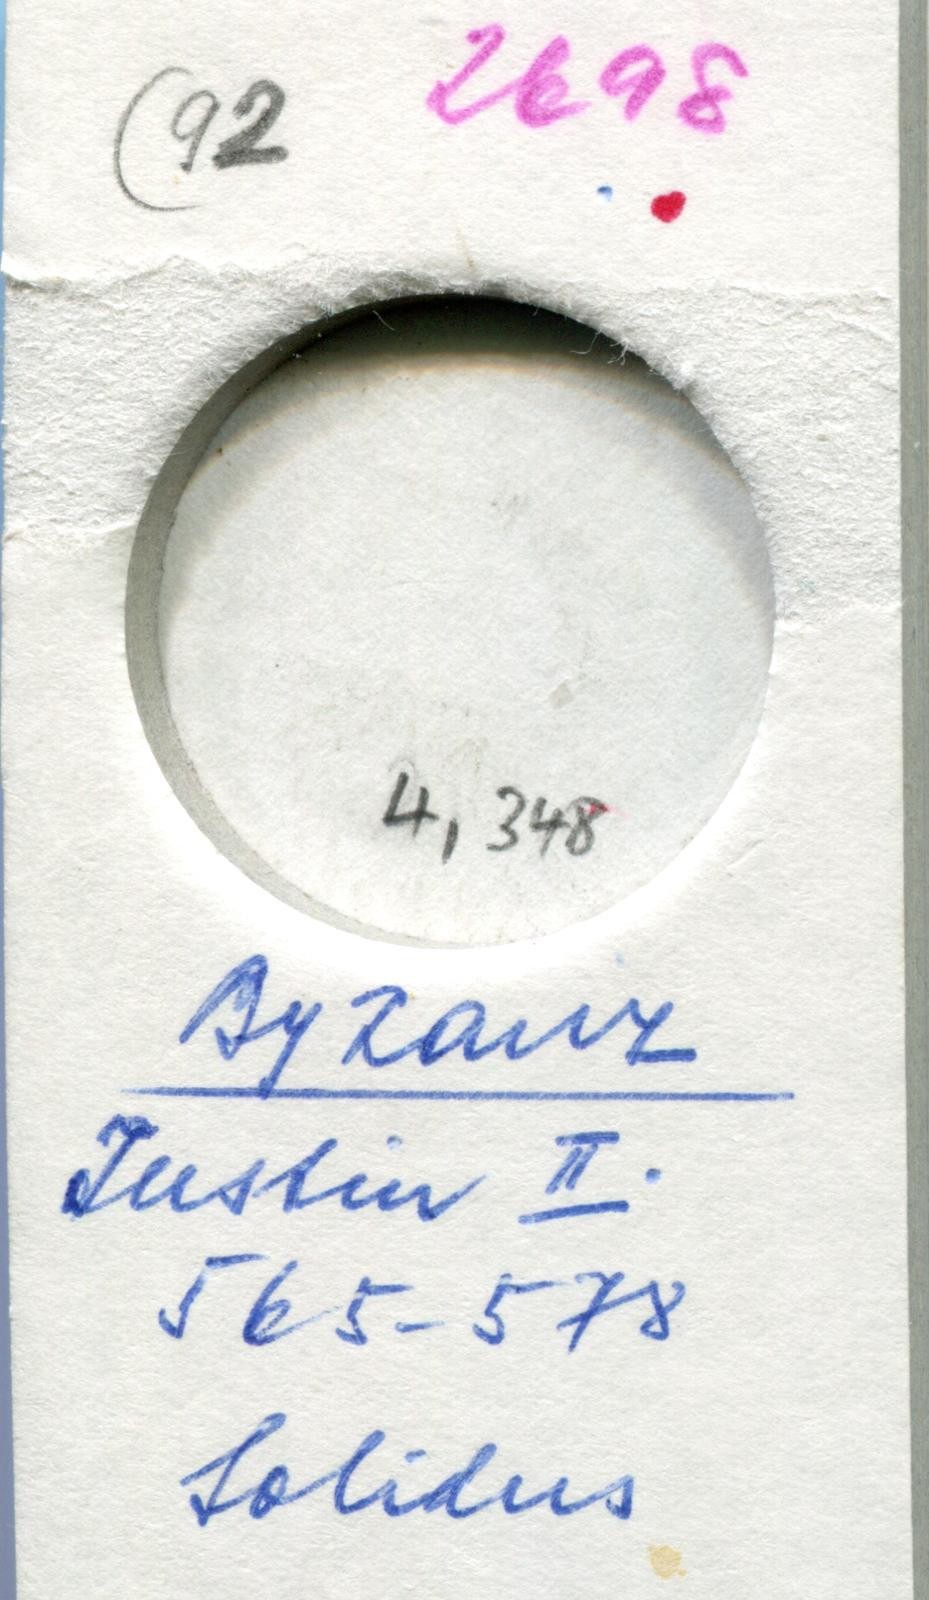 (92 2698
4,348
Byzanz
Justin II.
565-578
Solidus